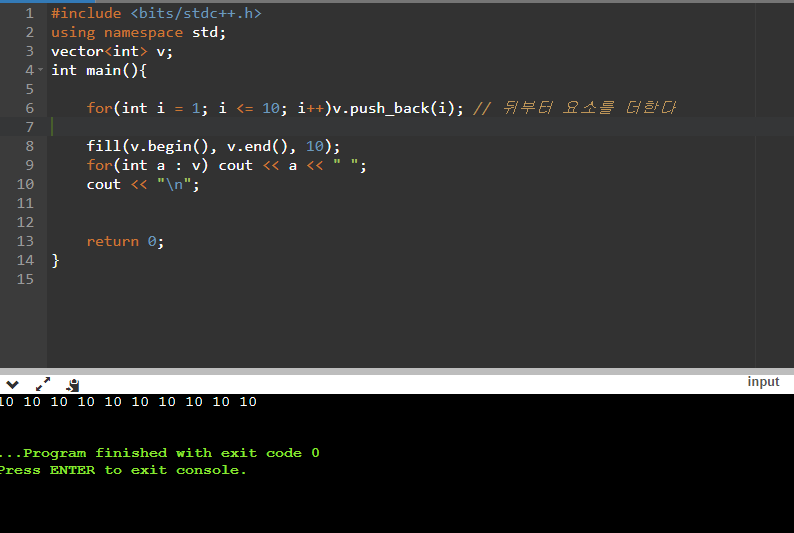 1 #include <bits/stdc++.h>
2 using namespace std;
3 vector<int> v;
4 int main(){
5
6     for(int i = 1; i <= 10; i++)v.push_back(i); // 뒤부터 요소를 더한다
7
8     fill(v.begin(), v.end(), 10);
9     for(int a : v) cout << a << " ";
10     cout << "\n";
11
12
13     return 0;
14 }
15
input
10 10 10 10 10 10 10 10 10 10
...Program finished with exit code 0
Press ENTER to exit console.